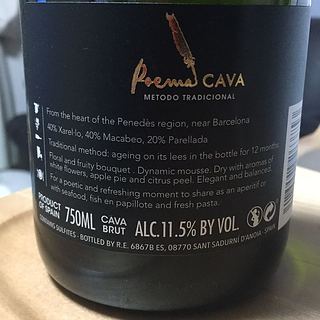 Poema CAVA
METODO TRADICIONAL
From the heart of the Penedès region, near Barcelona
40% Xarel·lo, 40% Macabeo, 20% Parellada
Traditional method: ageing on its lees in the bottle for 12 months
Floral and fruity bouquet . Dynamic mousse. Dry with aromas of
white flowers, apple pie and citrus peel. Elegant and balanced.
For a poetic and refreshing moment to share as an aperitif or
with seafood, fish en papillote and fresh pasta.
PRODUCT OF SPAIN 750ML CAVA BRUT ALC.11.5% BY VOL.
CONTAINS SULFITES - BOTTLED BY R.E. 6867B ES, 08770 SANT SADURNÍ D'ANOIA - SPAIN